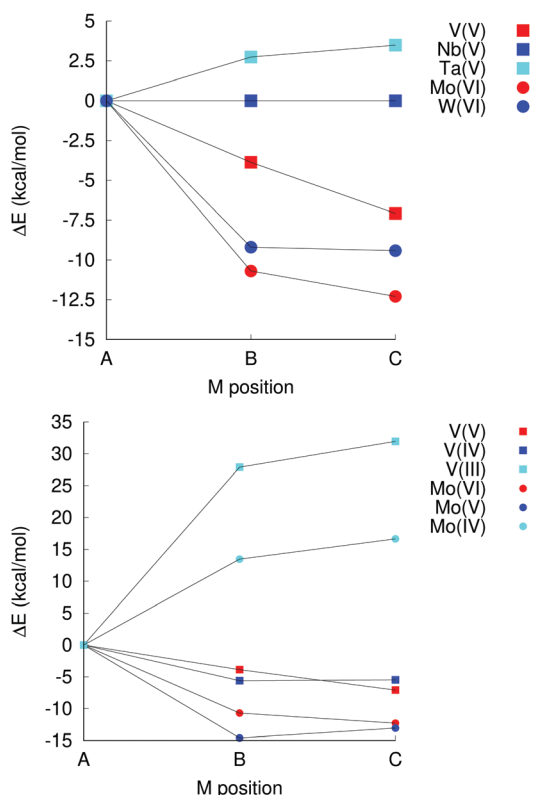 5
2.5
0
-2.5
-5
-7.5
-10
-12.5
-15
ΔE (kcal/mol)
A B C
M position
V(V)
Nb(V)
Ta(V)
Mo(VI)
W(VI)
35
30
25
20
15
10
5
0
-5
-10
-15
ΔE (kcal/mol)
A B C
M position
V(V)
V(IV)
V(III)
Mo(VI)
Mo(V)
Mo(IV)